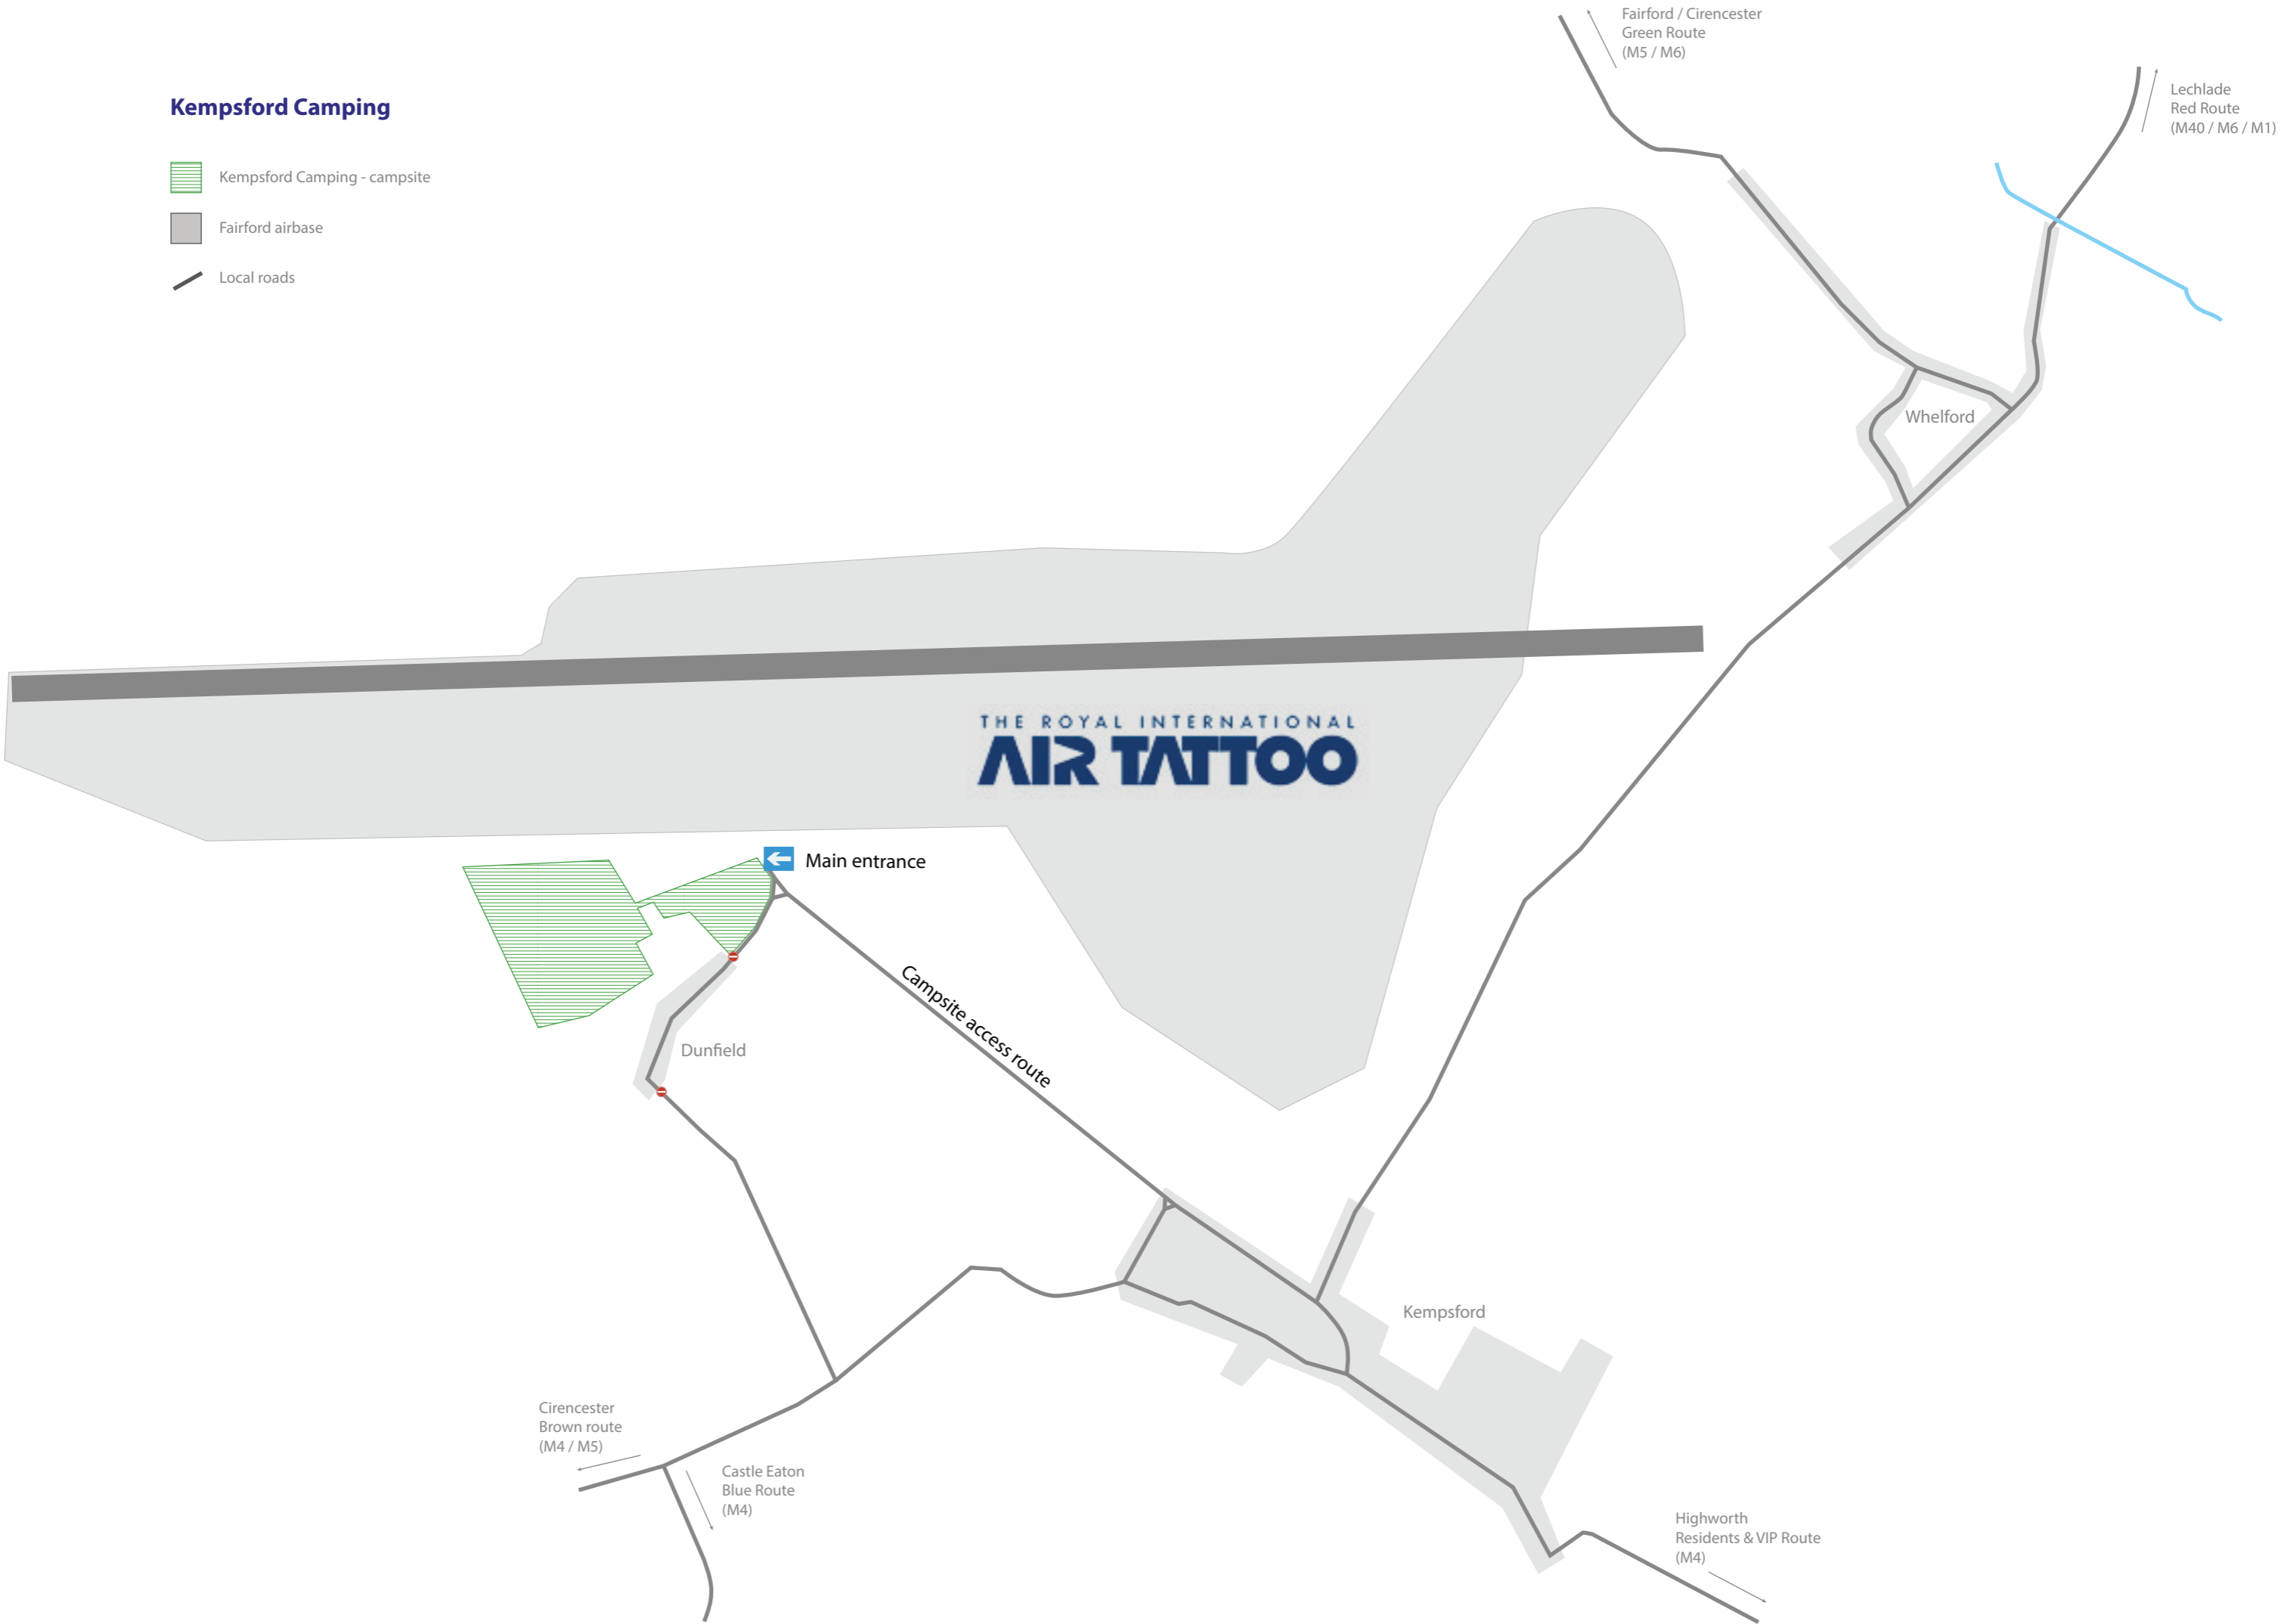 Fairford / Cirencester
Green Route
(M5 / M6)
Lechlade
Red Route
(M40 / M6 / M1)
Kempsford Camping
Kempsford Camping - campsite
Fairford airbase
Local roads
Whelford
THE ROYAL INTERNATIONAL
AIR TATTOO
Main entrance
Campsite access route
Dunfield
Kempsford
Cirencester
Brown route
(M4 / M5)
Castle Eaton
Blue Route
(M4)
Highworth
Residents & VIP Route
(M4)